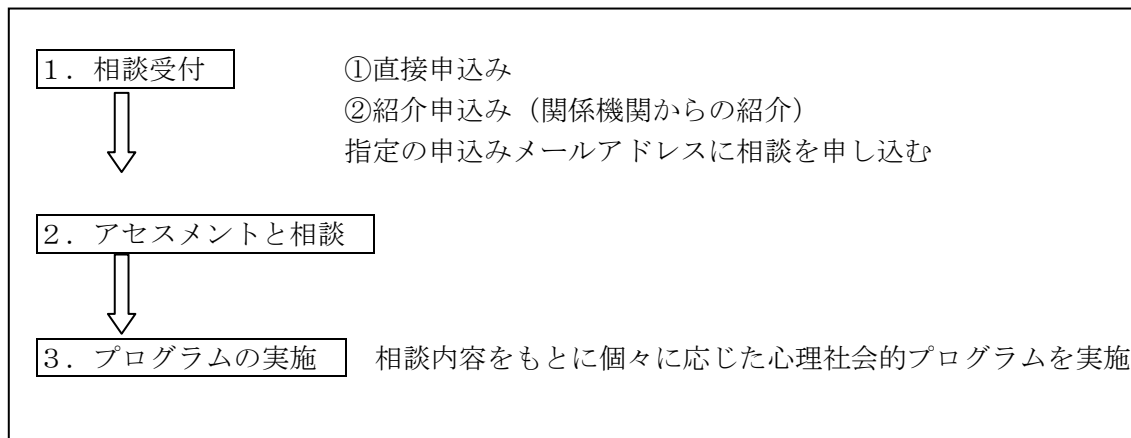 1．相談受付
①直接申込み
②紹介申込み（関係機関からの紹介）
指定の申込みメールアドレスに相談を申し込む
2．アセスメントと相談
3．プログラムの実施 相談内容をもとに個々に応じた心理社会的プログラムを実施